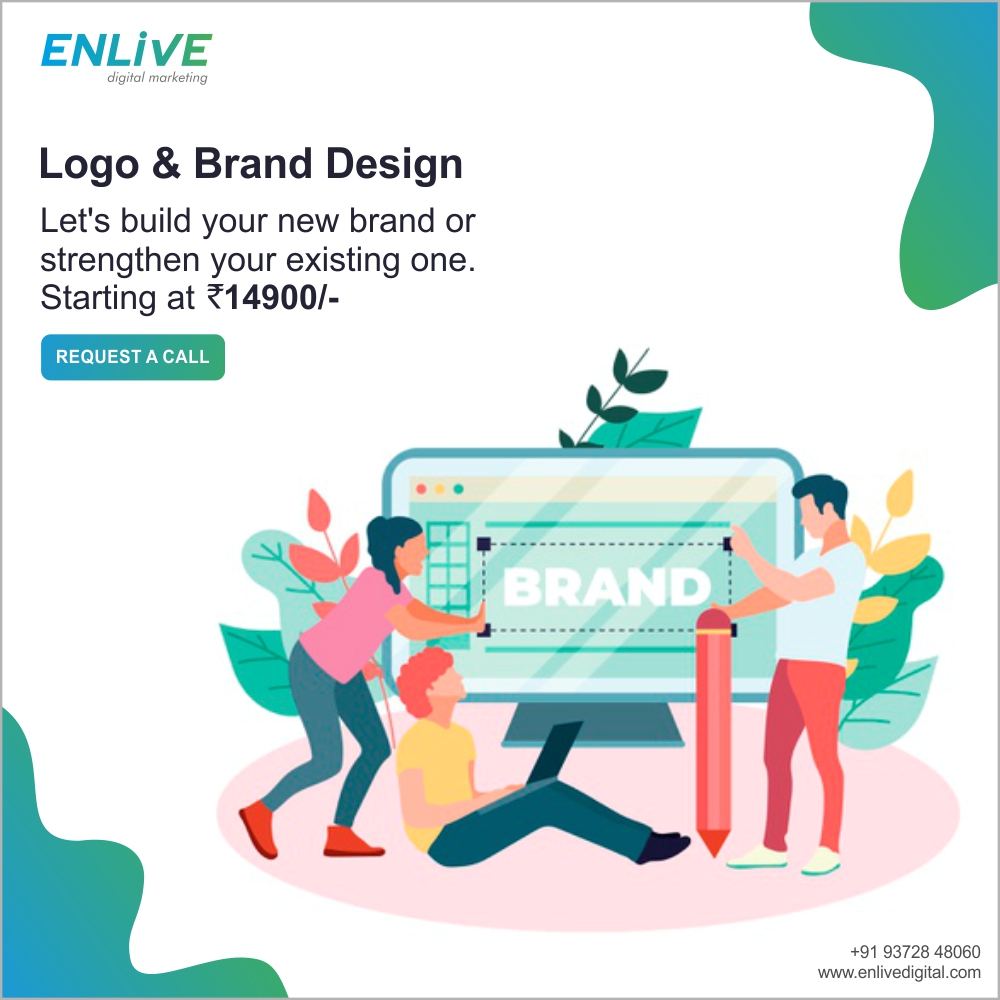 ENLiVE
digital marketing
Logo & Brand Design
Let's build your new brand or
strengthen your existing one.
Starting at ₹14900/-
REQUEST A CALL
BRAND
+91 93728 48060
www.enlivedigital.com